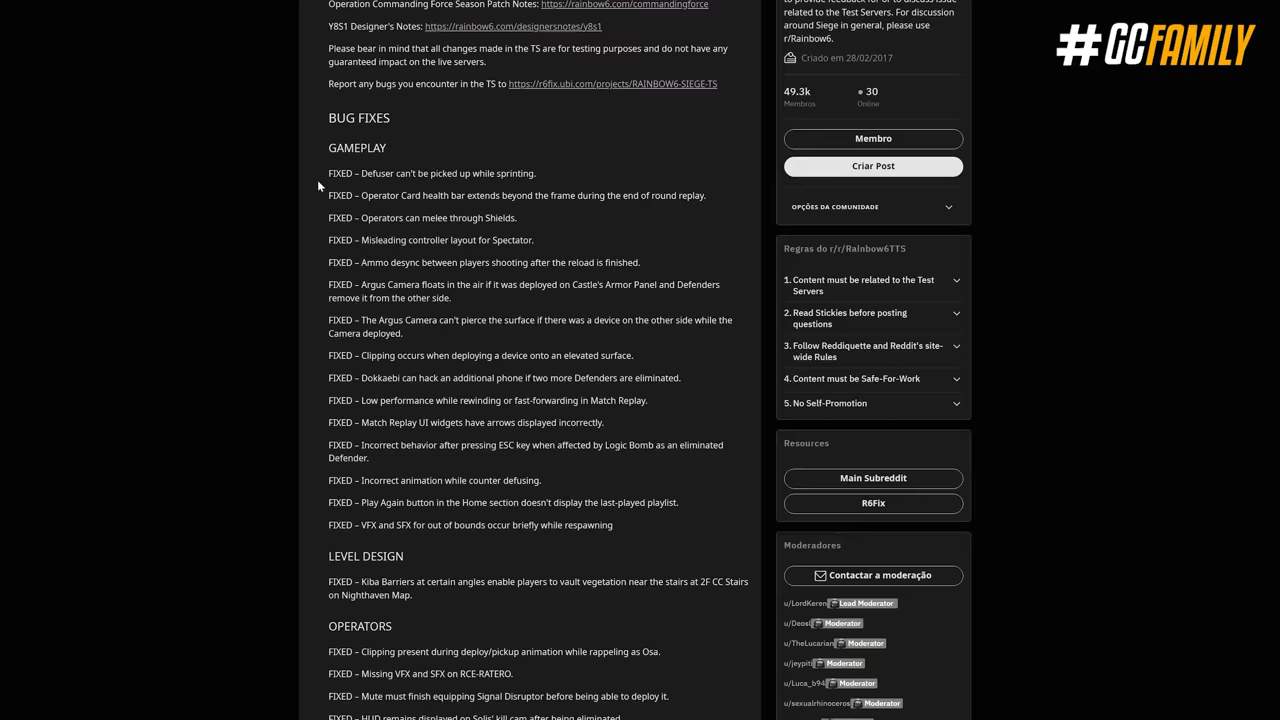 Operation Commanding Force Season Patch Notes: https://rainbow6.com/commandingforce
Y8S1 Designer's Notes: https://rainbow6.com/designersnotes/y8s1
Please bear in mind that all changes made in the TS are for testing purposes and do not have any
guaranteed impact on the live servers.
Report any bugs you encounter in the TS to https://r6fix.ubi.com/projects/RAINBOW6-SIEGE-TS
BUG FIXES
GAMEPLAY
FIXED – Defuser can't be picked up while sprinting.
FIXED – Operator Card health bar extends beyond the frame during the end of round replay.
FIXED – Operators can melee through Shields.
FIXED – Misleading controller layout for Spectator.
FIXED – Ammo desync between players shooting after the reload is finished.
FIXED – Argus Camera floats in the air if it was deployed on Castle's Armor Panel and Defenders
remove it from the other side.
FIXED – The Argus Camera can't pierce the surface if there was a device on the other side while the
Camera deployed.
FIXED – Clipping occurs when deploying a device onto an elevated surface.
FIXED – Dokkaebi can hack an additional phone if two more Defenders are eliminated.
FIXED – Low performance while rewinding or fast-forwarding in Match Replay.
FIXED – Match Replay UI widgets have arrows displayed incorrectly.
FIXED – Incorrect behavior after pressing ESC key when affected by Logic Bomb as an eliminated
Defender.
FIXED – Incorrect animation while counter defusing.
FIXED – Play Again button in the Home section doesn't display the last-played playlist.
FIXED – VFX and SFX for out of bounds occur briefly while respawning
LEVEL DESIGN
FIXED – Kiba Barriers at certain angles enable players to vault vegetation near the stairs at 2F CC Stairs
on Nighthaven Map.
OPERATORS
FIXED – Clipping present during deploy/pickup animation while rappeling as Osa.
FIXED – Missing VFX and SFX on RCE-RATERO.
FIXED – Mute must finish equipping Signal Disruptor before being able to deploy it.
FIXED – HUD remains displayed on Solis' kill cam after being eliminated.
to provide feedback for or to discuss issue
related to the Test Servers. For discussion
around Siege in general, please use
r/Rainbow6.
Criado em 28/02/2017
49.3k
Membros
30
Online
Membro
Criar Post
OPÇÕES DA COMUNIDADE
Regras do r/r/Rainbow6TTS
1. Content must be related to the Test
Servers
2. Read Stickies before posting
questions
3. Follow Reddiquette and Reddit's site-
wide Rules
4. Content must be Safe-For-Work
5. No Self-Promotion
Resources
Main Subreddit
R6Fix
Moderadores
Contactar a moderação
u/LordKeren Lead Moderator
u/Deosl Moderator
u/TheLucarian Moderator
u/jeypiti Moderator
u/Luca_b94 Moderator
u/sexualrhinoceros Moderator
#GCFAMILY